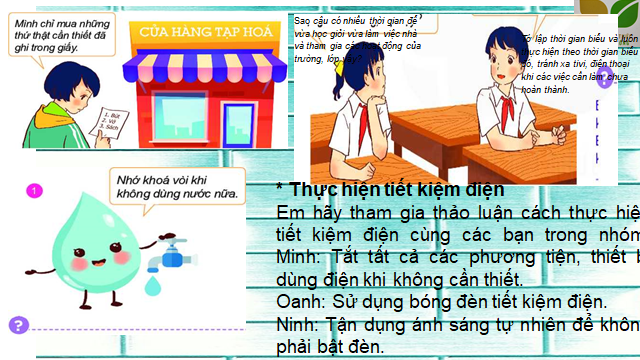 Mình chỉ mua những
thứ thật cần thiết đã
ghi trong giấy.
CỬA HÀNG TẠP HOÁ
1. Bút
2. Vở
3. Sách
Sao cậu có nhiều thời gian để
vừa học giỏi vừa làm việc nhà
và tham gia các hoạt động của
trường, lớp vậy?
Tớ lập thời gian biểu và luôn
thực hiện theo thời gian biểu
đó, tránh xa tivi, điện thoại
khi các việc cần làm chưa
hoàn thành.
?
1
Nhớ khoá vòi khi
không dùng nước nữa.
?
* Thực hiện tiết kiệm điện
Em hãy tham gia thảo luận cách thực hiệ
tiết kiệm điện cùng các bạn trong nhóm
Minh: Tắt tất cả các phương tiện, thiết b
dùng điện khi không cần thiết.
Oanh: Sử dụng bóng đèn tiết kiệm điện.
Ninh: Tận dụng ánh sáng tự nhiên để khôn
phải bật đèn.